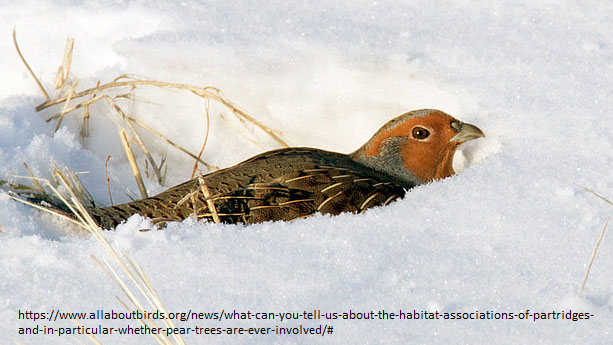 https://www.allaboutbirds.org/news/what-can-you-tell-us-about-the-habitat-associations-of-partridges-
and-in-particular-whether-pear-trees-are-ever-involved/#